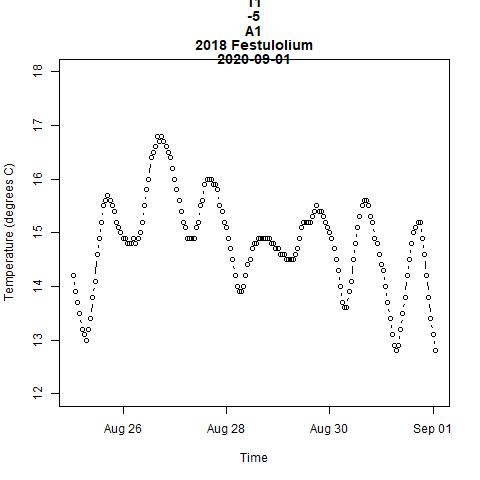 -5
A1
2018 Festulolium
2020-09-01
Temperature (degrees C)
18
17
16
15
14
13
12
Aug 26
Aug 28
Aug 30
Sep 01
Time